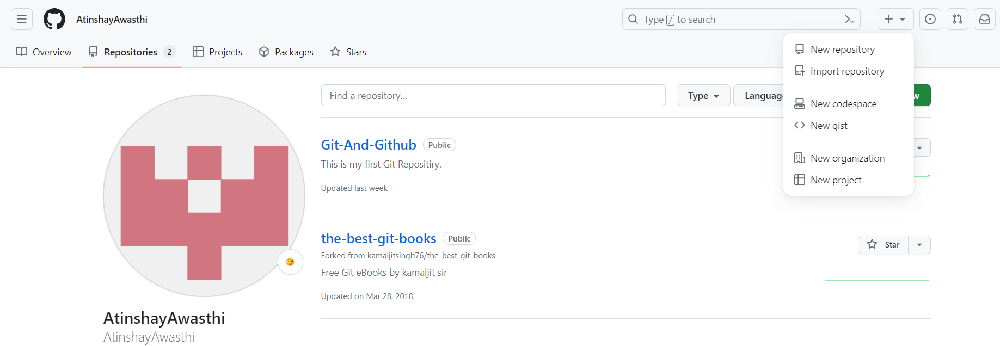 AtinshayAwasthi
Type / to search
Overview
Repositories 2
Projects
Packages
Stars
New repository
Import repository
New codespace
New gist
New organization
New project
Find a repository...
Type
Language
Git-And-Github Public
This is my first Git Repositiry.
Updated last week
the-best-git-books Public
Forked from kamaljitsingh76/the-best-git-books
Free Git eBooks by kamaljit sir
Updated on Mar 28, 2018
Star
AtinshayAwasthi
AtinshayAwasthi